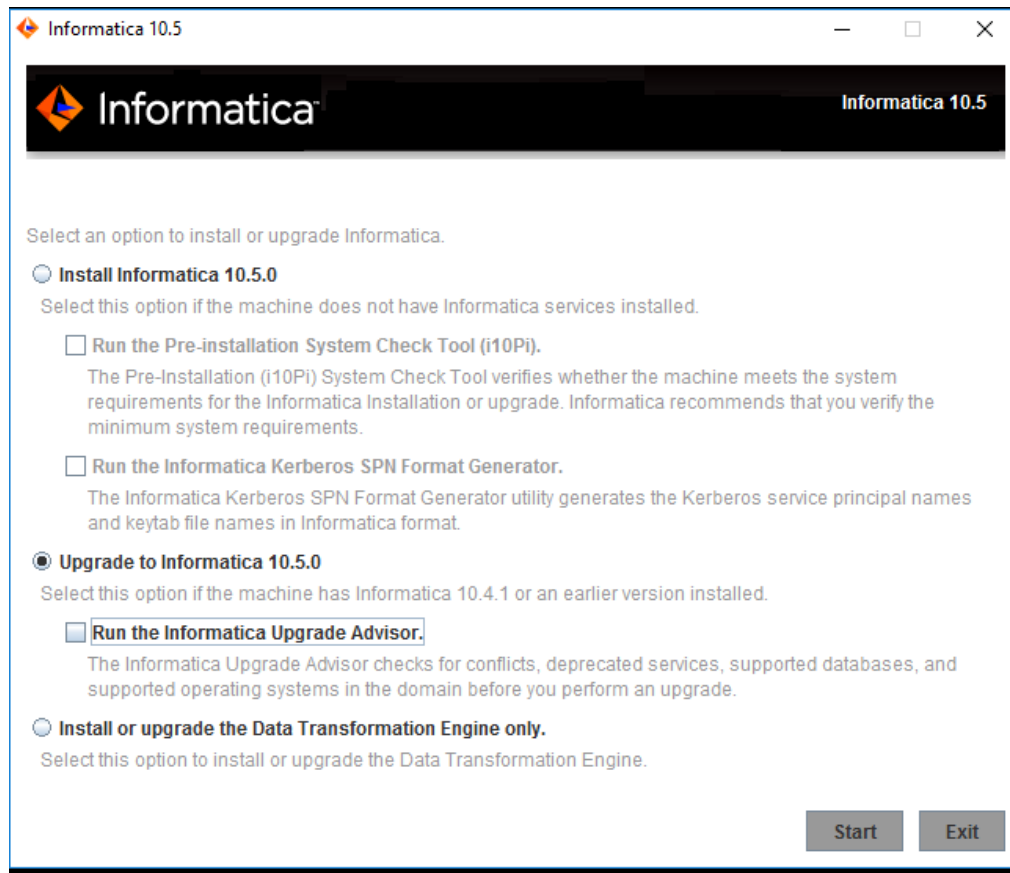 Informatica 10.5
Informatica
Informatica 10.5
Select an option to install or upgrade Informatica.
Install Informatica 10.5.0
Select this option if the machine does not have Informatica services installed.
Run the Pre-installation System Check Tool (i10Pi).
The Pre-Installation (i10Pi) System Check Tool verifies whether the machine meets the system
requirements for the Informatica Installation or upgrade. Informatica recommends that you verify the
minimum system requirements.
Run the Informatica Kerberos SPN Format Generator.
The Informatica Kerberos SPN Format Generator utility generates the Kerberos service principal names
and keytab file names in Informatica format.
Upgrade to Informatica 10.5.0
Select this option if the machine has Informatica 10.4.1 or an earlier version installed.
Run the Informatica Upgrade Advisor.
The Informatica Upgrade Advisor checks for conflicts, deprecated services, supported databases, and
supported operating systems in the domain before you perform an upgrade.
Install or upgrade the Data Transformation Engine only.
Select this option to install or upgrade the Data Transformation Engine.
Start Exit